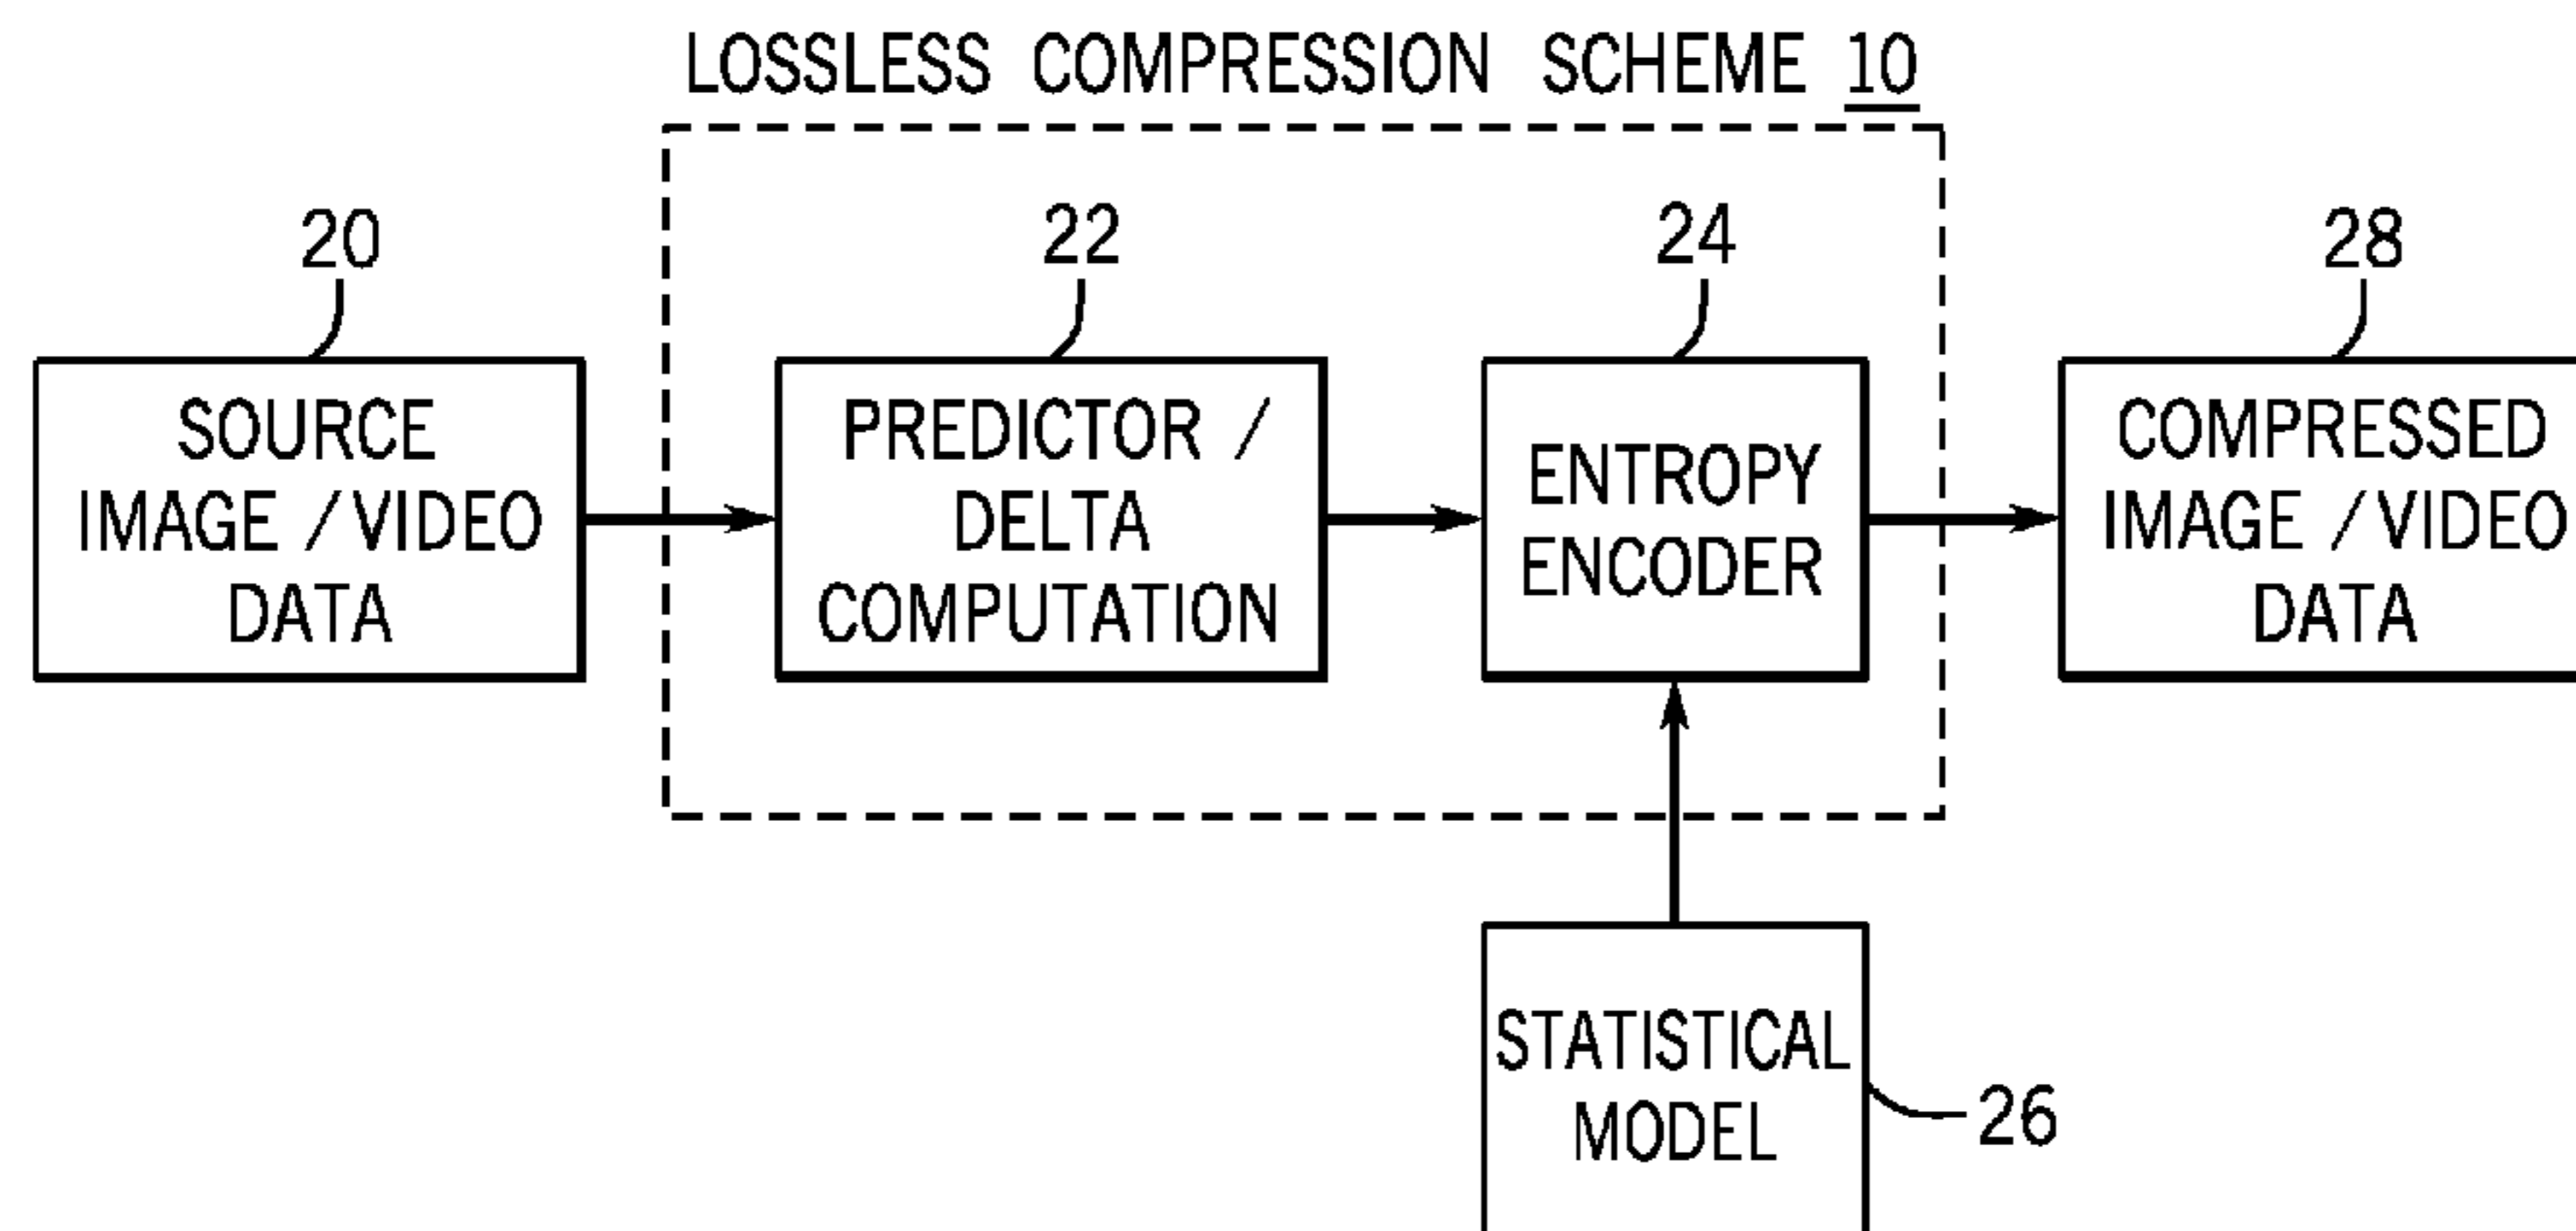 LOSSLESS COMPRESSION SCHEME 10
20
22
24
28
SOURCE
IMAGE / VIDEO
DATA
PREDICTOR /
DELTA
COMPUTATION
ENTROPY
ENCODER
COMPRESSED
IMAGE / VIDEO
DATA
STATISTICAL
MODEL
26